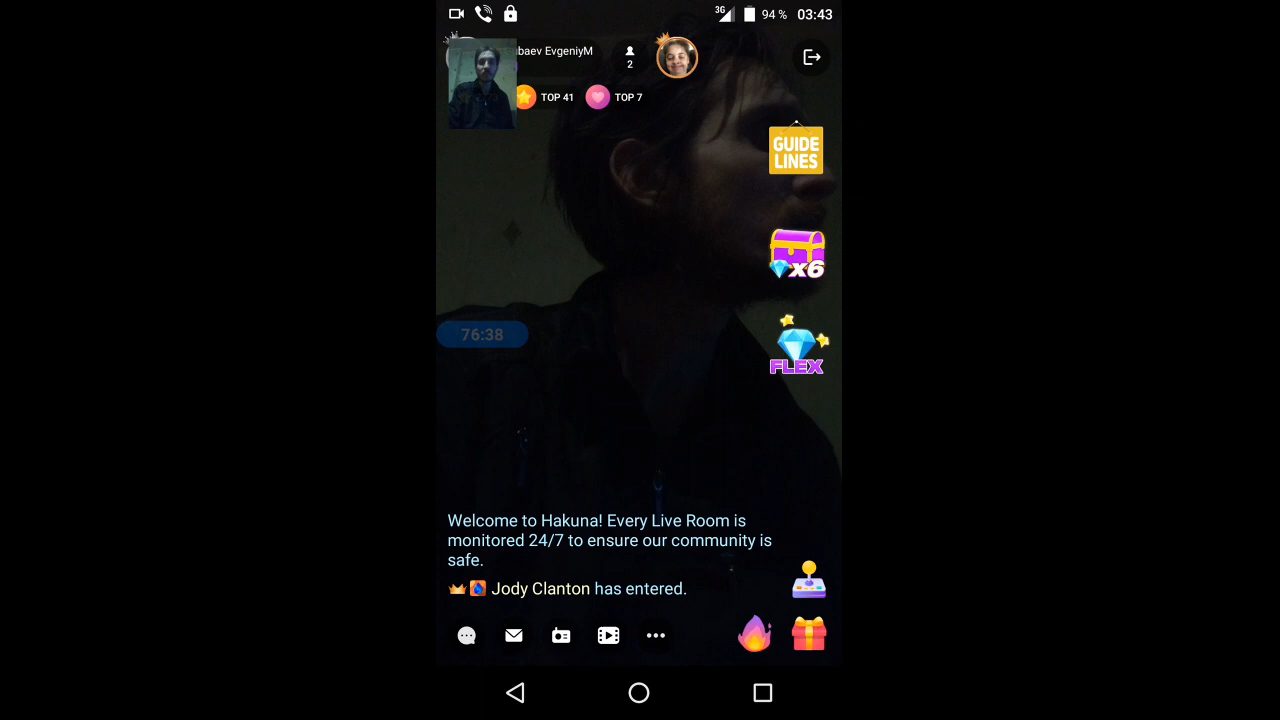 3G 94 % 03:43
ubaev EvgeniyM
2
TOP 41 TOP 7
GUIDE
LINES
x6
76:38
FLEX
Welcome to Hakuna! Every Live Room is
monitored 24/7 to ensure our community is
safe.
Jody Clanton has entered.